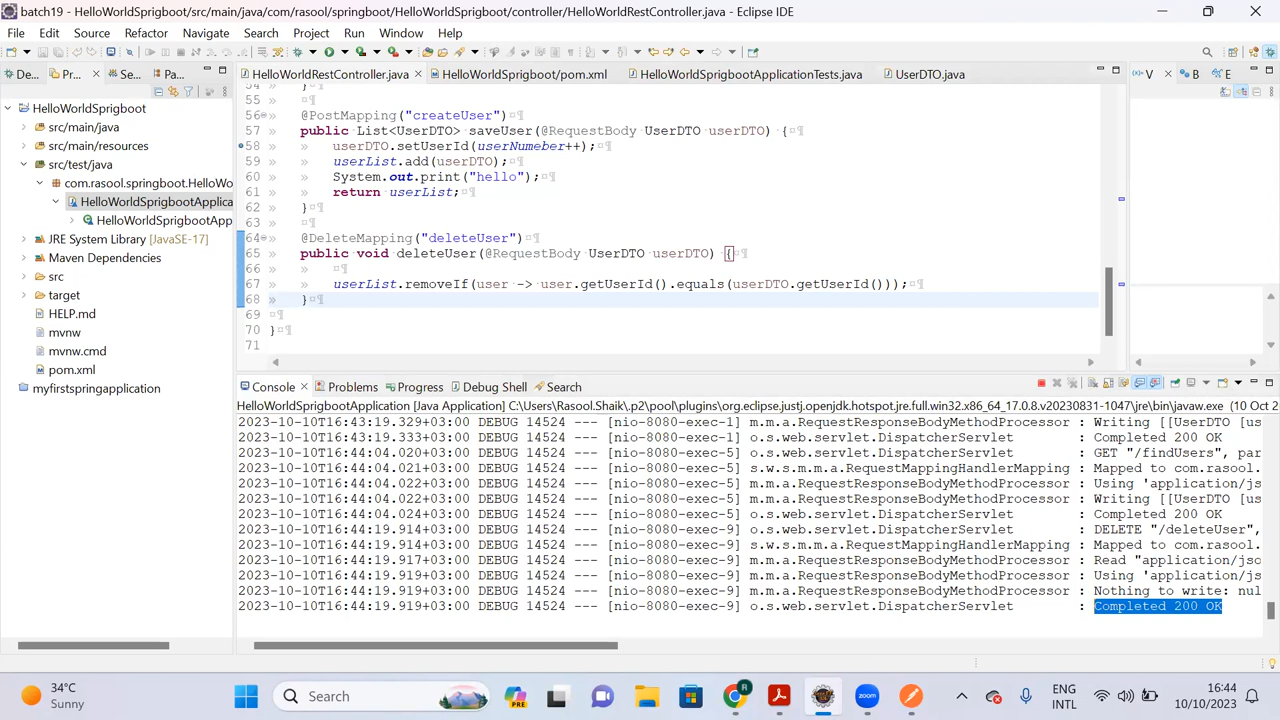 batch19 - HelloWorldSprigboot/src/main/java/com/rasool/springboot/HelloWorldSprigboot/controller/HelloWorldRestController.java - Eclipse IDE
File Edit Source Refactor Navigate Search Project Run Window Help
De... Pr... Se... Pa...
HelloWorldRestController.java HelloWorldSprigboot/pom.xml HelloWorldSprigbootApplicationTests.java UserDTO.java
V B E
HelloWorldSprigboot
src/main/java
src/main/resources
src/test/java
com.rasool.springboot.HelloWo
HelloWorldSprigbootApplica
HelloWorldSprigbootApp
JRE System Library [JavaSE-17]
Maven Dependencies
src
target
HELP.md
mvnw
mvnw.cmd
pom.xml
myfirstspringapplication
54 }
55
56 @PostMapping("createUser")
57 public List<UserDTO> saveUser(@RequestBody UserDTO userDTO) {
58 userDTO.setUserId(userNumeber++);
59 userList.add(userDTO);
60 System.out.print("hello");
61 return userList;
62 }
63
64 @DeleteMapping("deleteUser")
65 public void deleteUser(@RequestBody UserDTO userDTO) {
66
67 userList.removeIf(user -> user.getUserId().equals(userDTO.getUserId()));
68 }
69
70 }
71
Console Problems Progress Debug Shell Search
HelloWorldSprigbootApplication [Java Application] C:\Users\Rasool.Shaik\.p2\pool\plugins\org.eclipse.justj.openjdk.hotspot.jre.full.win32.x86_64_17.0.8.v20230831-1047\jre\bin\javaw.exe (10 Oct 2
2023-10-10T16:43:19.329+03:00 DEBUG 14524 --- [nio-8080-exec-1] m.m.a.RequestResponseBodyMethodProcessor : Writing [[UserDTO [us
2023-10-10T16:43:19.333+03:00 DEBUG 14524 --- [nio-8080-exec-1] o.s.web.servlet.DispatcherServlet : Completed 200 OK
2023-10-10T16:44:04.020+03:00 DEBUG 14524 --- [nio-8080-exec-5] o.s.web.servlet.DispatcherServlet : GET "/findUsers", par
2023-10-10T16:44:04.021+03:00 DEBUG 14524 --- [nio-8080-exec-5] s.w.s.m.m.a.RequestMappingHandlerMapping : Mapped to com.rasool.
2023-10-10T16:44:04.022+03:00 DEBUG 14524 --- [nio-8080-exec-5] m.m.a.RequestResponseBodyMethodProcessor : Using 'application/js
2023-10-10T16:44:04.022+03:00 DEBUG 14524 --- [nio-8080-exec-5] m.m.a.RequestResponseBodyMethodProcessor : Writing [[UserDTO [us
2023-10-10T16:44:04.024+03:00 DEBUG 14524 --- [nio-8080-exec-5] o.s.web.servlet.DispatcherServlet : Completed 200 OK
2023-10-10T16:44:19.914+03:00 DEBUG 14524 --- [nio-8080-exec-9] o.s.web.servlet.DispatcherServlet : DELETE "/deleteUser",
2023-10-10T16:44:19.914+03:00 DEBUG 14524 --- [nio-8080-exec-9] s.w.s.m.m.a.RequestMappingHandlerMapping : Mapped to com.rasool.
2023-10-10T16:44:19.917+03:00 DEBUG 14524 --- [nio-8080-exec-9] m.m.a.RequestResponseBodyMethodProcessor : Read "application/jso
2023-10-10T16:44:19.919+03:00 DEBUG 14524 --- [nio-8080-exec-9] m.m.a.RequestResponseBodyMethodProcessor : Using 'application/js
2023-10-10T16:44:19.919+03:00 DEBUG 14524 --- [nio-8080-exec-9] m.m.a.RequestResponseBodyMethodProcessor : Nothing to write: nul
2023-10-10T16:44:19.919+03:00 DEBUG 14524 --- [nio-8080-exec-9] o.s.web.servlet.DispatcherServlet : Completed 200 OK
34°C
Sunny
Search
PRE
R
ENG
INTL
16:44
10/10/2023